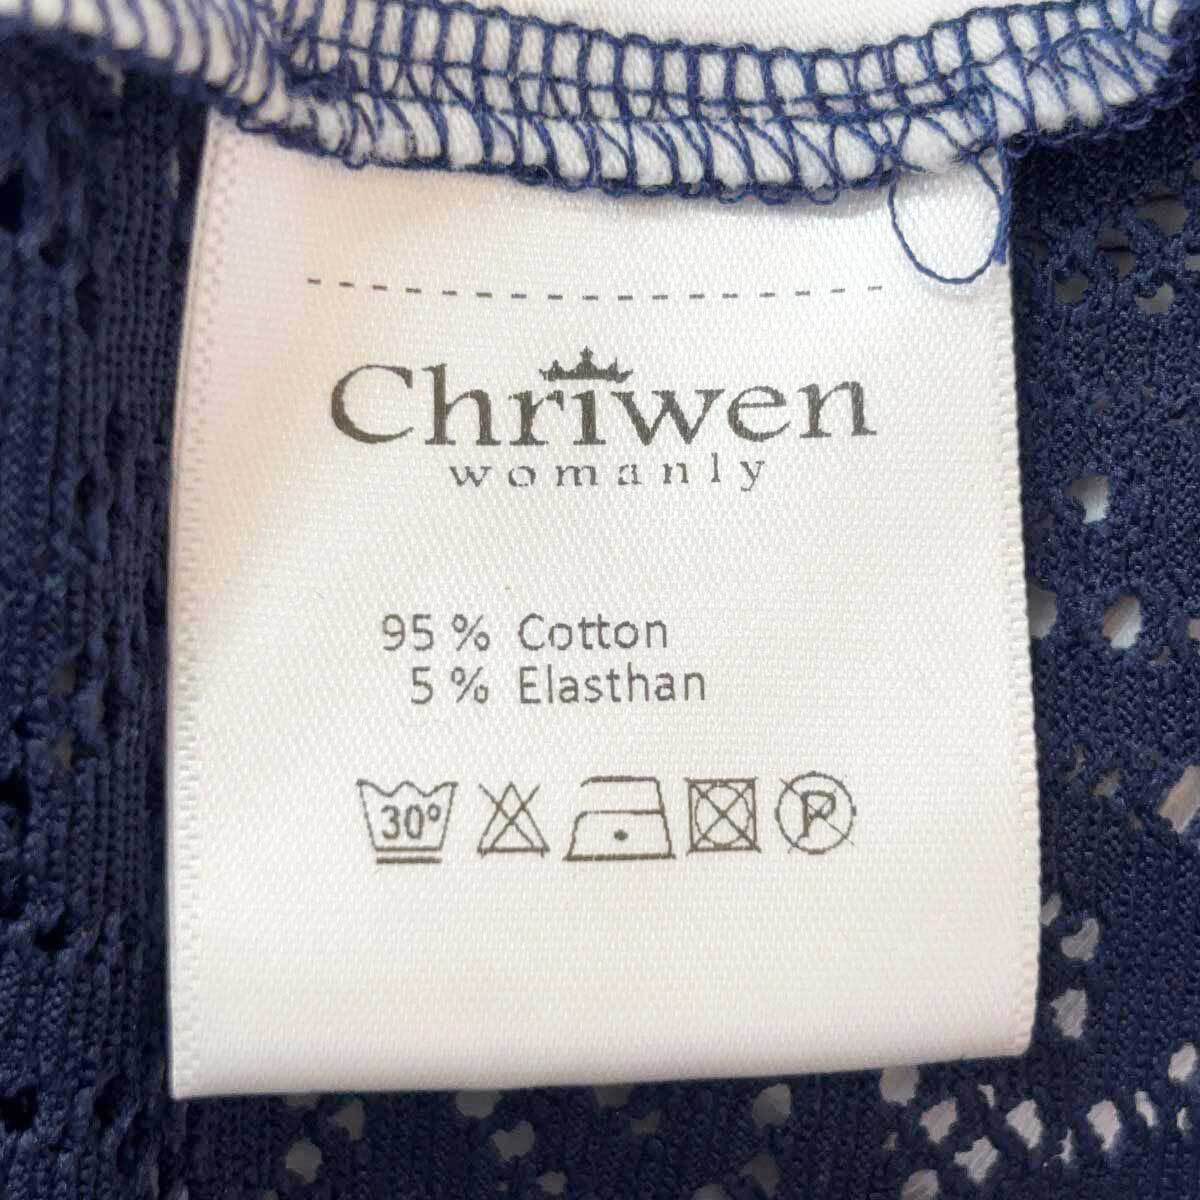 Chriwen
womanly
95 % Cotton
5 % Elasthan
30° P